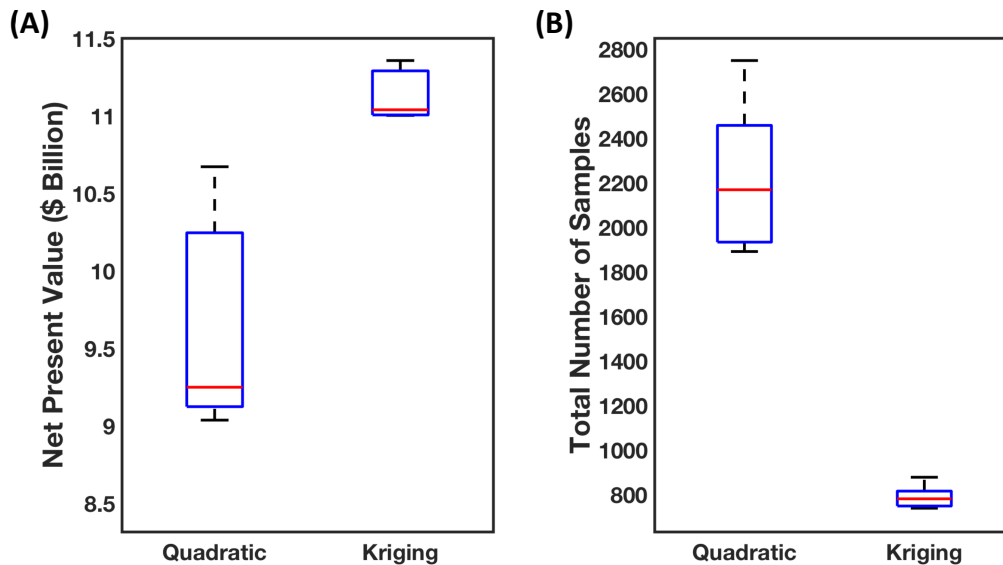 (A)
Net Present Value ($ Billion)
11.5
11
10.5
10
9.5
9
8.5
Quadratic
Kriging
(B)
Total Number of Samples
2800
2600
2400
2200
2000
1800
1600
1400
1200
1000
800
Quadratic
Kriging